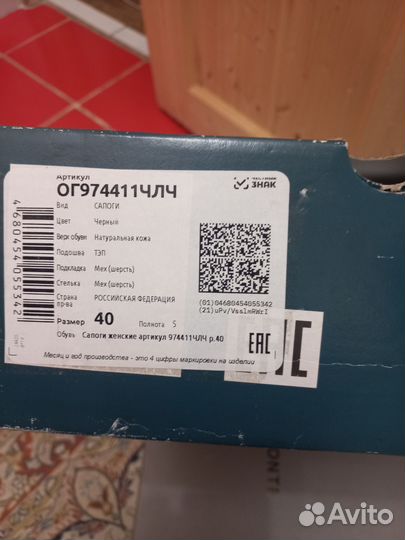 Артикул
ОГ974411ЧЛЧ
ЗНАК
Вид САПОГИ
Цвет Черный
Верх обуви Натуральная кожа
Подошва ТЭП
Подкладка Мех (шерсть)
Стелька Мех (шерсть)
Страна пр-ва РОССИЙСКАЯ ФЕДЕРАЦИЯ
Размер 40 Полнота 5
Обувь Сапоги женские артикул 974411ЧЛЧ р.40
Месяц и год производства - это 4 цифры маркировки на изделии
4680454055342
(01)04680454055342
(21)uPv/VsslmRWrI
EAC
Avito